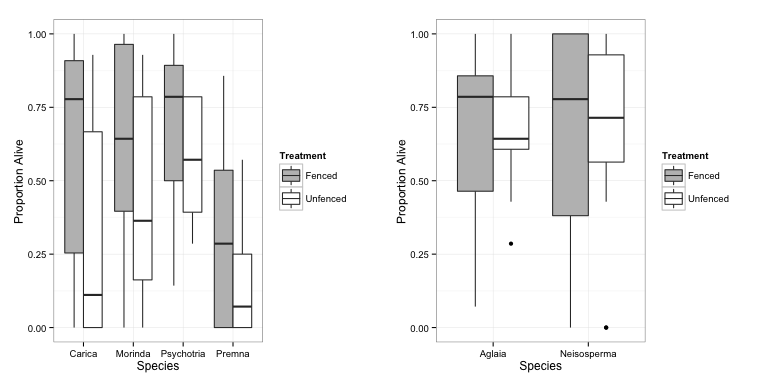 1.00
0.75
0.50
0.25
0.00
Proportion Alive
Carica Morinda Psychotria Premna
Species
Treatment
Fenced
Unfenced
1.00
0.75
0.50
0.25
0.00
Proportion Alive
Aglaia Neisosperma
Species
Treatment
Fenced
Unfenced